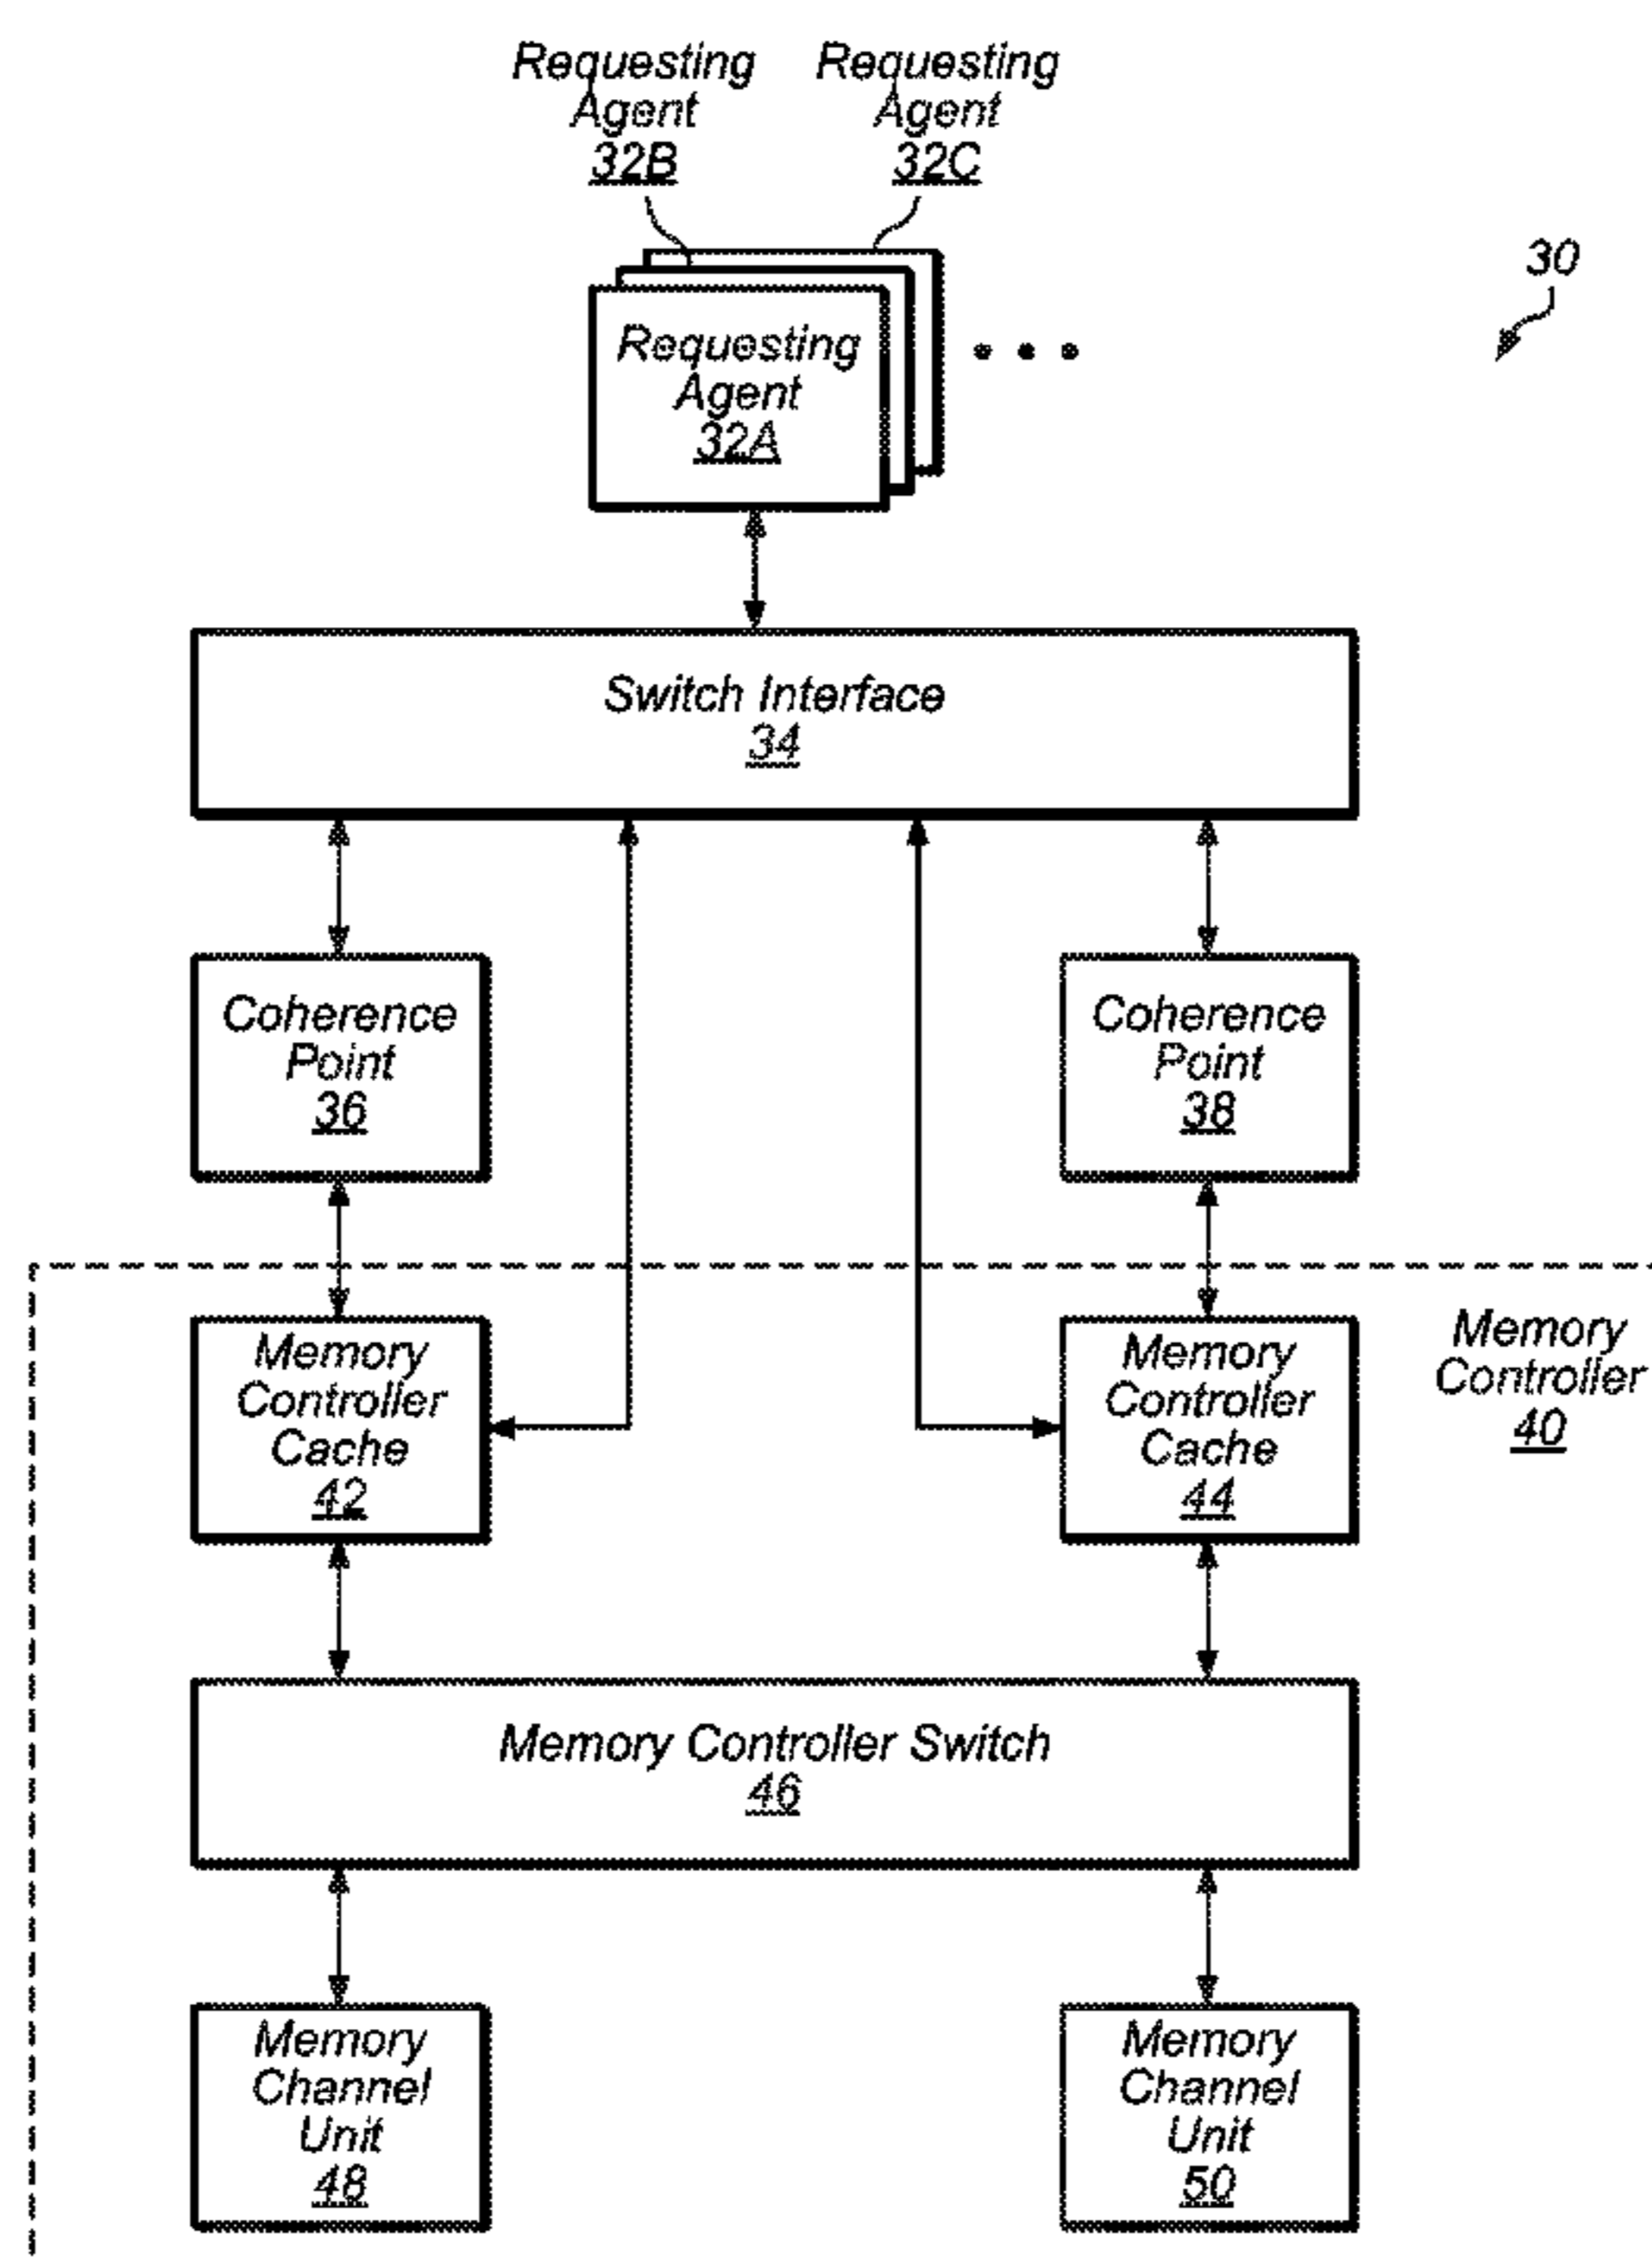 Requesting
Agent
32B
Requesting
Agent
32C
30
Requesting
Agent
32A
Switch Interface
34
Coherence
Point
36
Coherence
Point
38
Memory
Controller
40
Memory
Controller
Cache
42
Memory
Controller
Cache
44
Memory Controller Switch
46
Memory
Channel
Unit
48
Memory
Channel
Unit
50